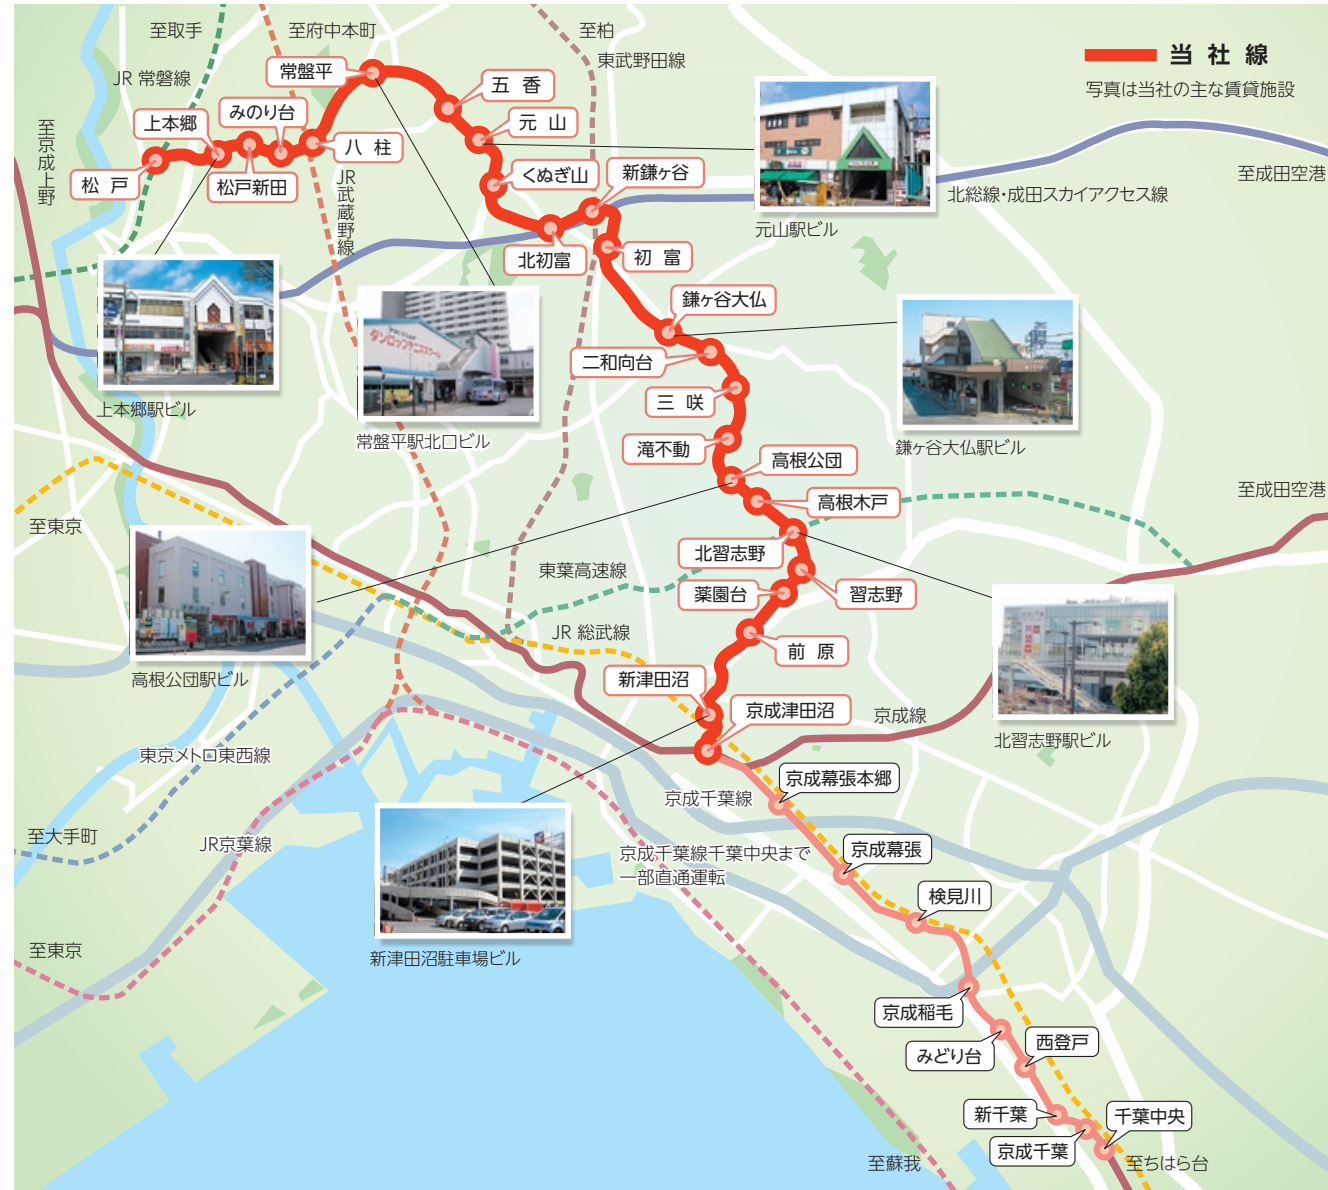 至取手
至府中本町
至柏
当社線
写真は当社の主な賃貸施設
JR 常磐線
東武野田線
常盤平
五香
元山
みのり台
上本郷
八柱
松戸
松戸新田
くぬぎ山
新鎌ヶ谷
至京成上野
JR武蔵野線
北総線・成田スカイアクセス線
至成田空港
元山駅ビル
北初富
初富
鎌ヶ谷大仏
二和向台
三咲
滝不動
高根公団
高根木戸
上本郷駅ビル
常盤平駅北口ビル
鎌ヶ谷大仏駅ビル
至成田空港
至東京
北習志野
東葉高速線
薬園台
習志野
JR 総武線
前原
高根公団駅ビル
新津田沼
京成津田沼
京成線
北習志野駅ビル
東京メトロ東西線
京成千葉線
京成幕張本郷
至大手町
JR京葉線
京成千葉線千葉中央まで
一部直通運転
京成幕張
検見川
至東京
新津田沼駐車場ビル
京成稲毛
みどり台
西登戸
新千葉
千葉中央
京成千葉
至蘇我
至ちはら台